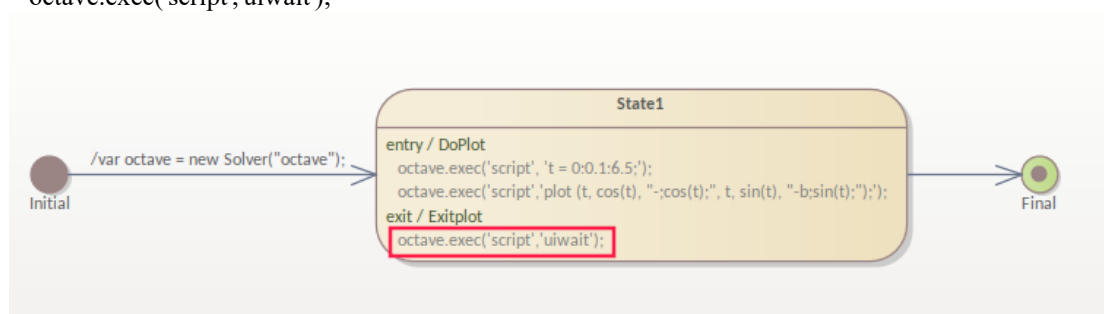 octave.exec('script','uiwait');
State1
entry / DoPlot
/var octave = new Solver("octave");
octave.exec('script', 't = 0:0.1:6.5;');
octave.exec('script','plot (t, cos(t), "-;cos(t);", t, sin(t), "-b;sin(t);");');
Initial
Final
exit / Exitplot
octave.exec('script','uiwait');